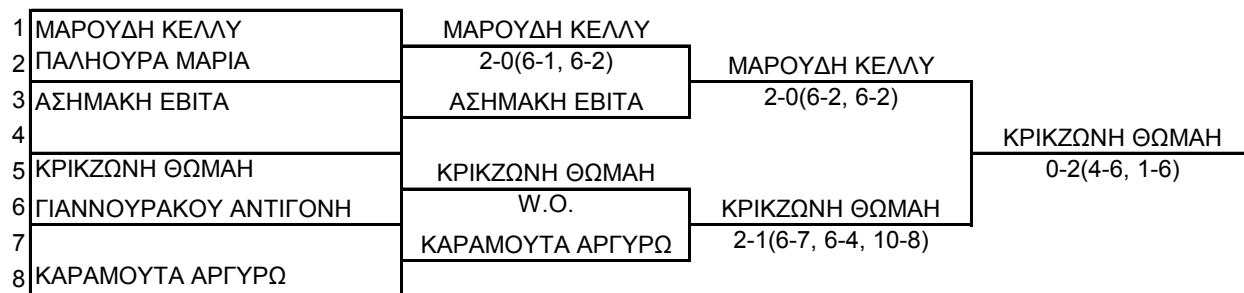 1 ΜΑΡΟΥΔΗ ΚΕΛΛΥ
2 ΠΑΛΗΟΥΡΑ ΜΑΡΙΑ
3 ΑΣΗΜΑΚΗ ΕΒΙΤΑ
4
5 ΚΡΙΚΖΩΝΗ ΘΩΜΑΗ
6 ΓΙΑΝΝΟΥΡΑΚΟΥ ΑΝΤΙΓΟΝΗ
7
8 ΚΑΡΑΜΟΥΤΑ ΑΡΓΥΡΩ
ΜΑΡΟΥΔΗ ΚΕΛΛΥ
2-0(6-1, 6-2)
ΑΣΗΜΑΚΗ ΕΒΙΤΑ
ΚΡΙΚΖΩΝΗ ΘΩΜΑΗ
W.O.
ΚΑΡΑΜΟΥΤΑ ΑΡΓΥΡΩ
ΜΑΡΟΥΔΗ ΚΕΛΛΥ
2-0(6-2, 6-2)
ΚΡΙΚΖΩΝΗ ΘΩΜΑΗ
2-1(6-7, 6-4, 10-8)
ΚΡΙΚΖΩΝΗ ΘΩΜΑΗ
0-2(4-6, 1-6)